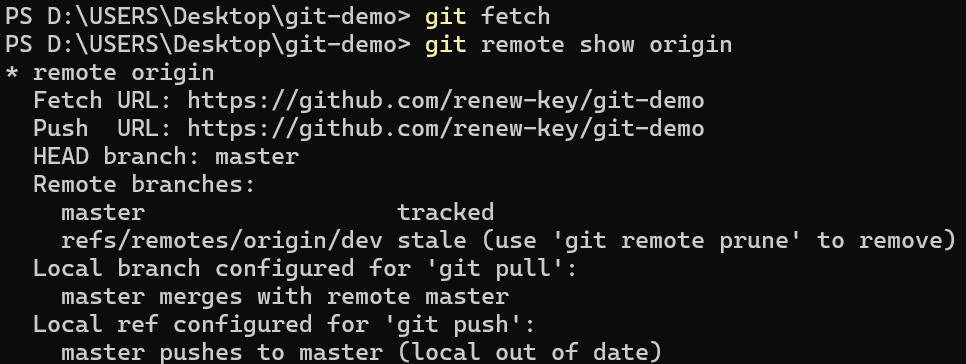 PS D:\USERS\Desktop\git-demo> git fetch
PS D:\USERS\Desktop\git-demo> git remote show origin
* remote origin
  Fetch URL: https://github.com/renew-key/git-demo
  Push  URL: https://github.com/renew-key/git-demo
  HEAD branch: master
  Remote branches:
    master                  tracked
    refs/remotes/origin/dev stale (use 'git remote prune' to remove)
  Local branch configured for 'git pull':
    master merges with remote master
  Local ref configured for 'git push':
    master pushes to master (local out of date)